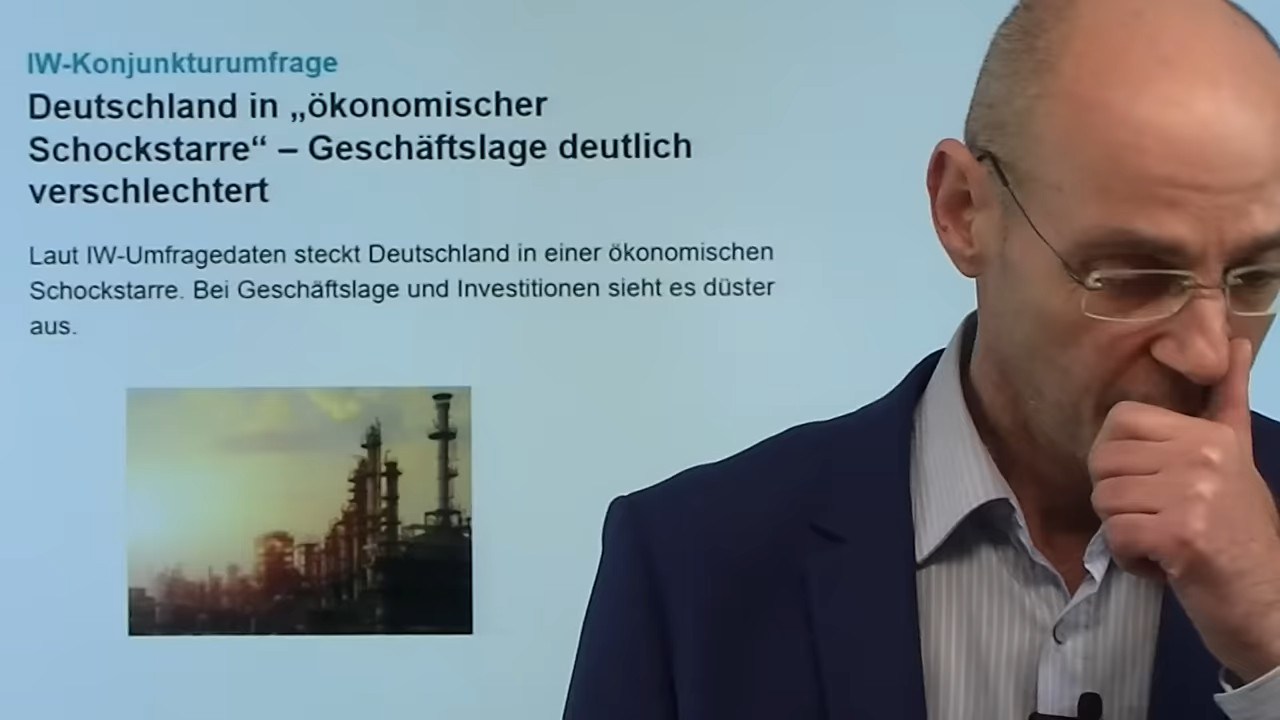 IW-Konjunkturumfrage
Deutschland in „ökonomischer
Schockstarre“ – Geschäftslage deutlich
verschlechtert
Laut IW-Umfragedaten steckt Deutschland in einer ökonomischen
Schockstarre. Bei Geschäftslage und Investitionen sieht es düster
aus.